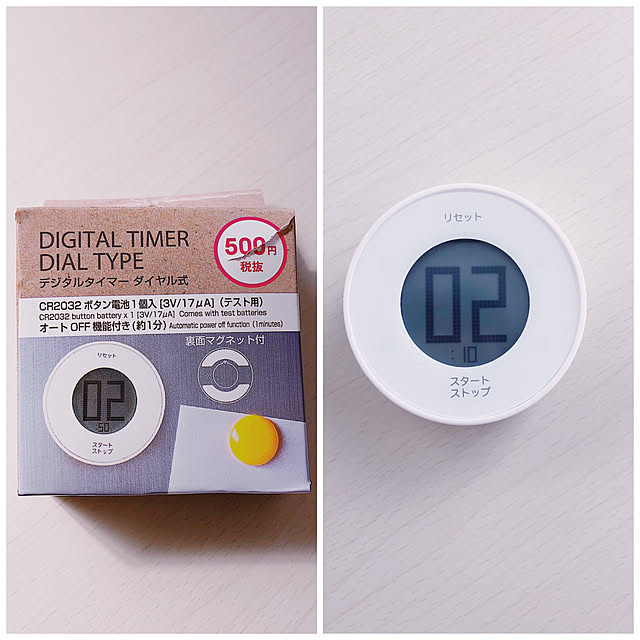 DIGITAL TIMER
DIAL TYPE
デジタルタイマー ダイヤル式
500円
税抜
CR2032 ボタン電池1個入 [3V/17μA] (テスト用)
CR2032 button battery x 1 [3V/17μA] Comes with test batteries
オートOFF機能付き (約1分) Automatic power off function (1minutes)
裏面マグネット付
リセット
02
:50
スタート
ストップ
リセット
02
:10
スタート
ストップ